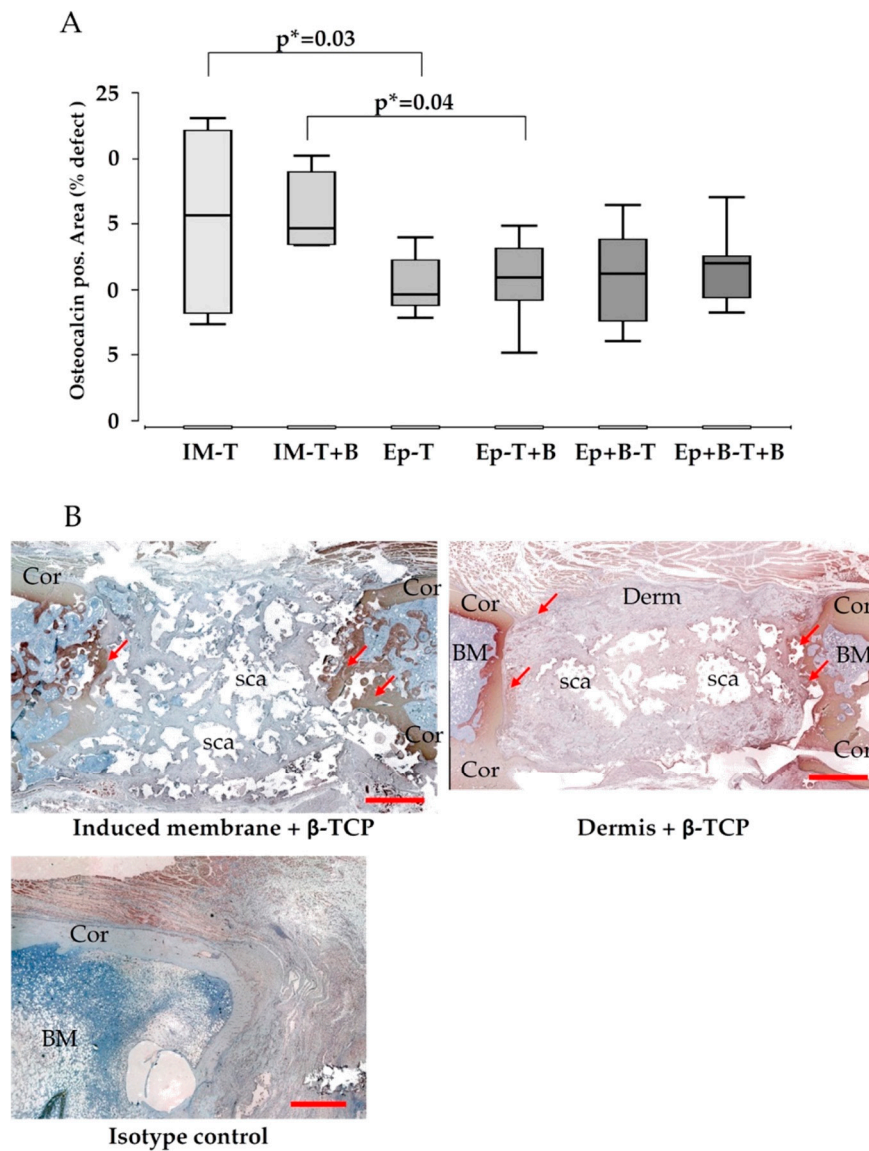 A
p*=0.03
p*=0.04
Osteocalcin pos. Area (% defect )
25
0
5
0
5
0
IM-T IM-T+B Ep-T Ep-T+B Ep+B-T Ep+B-T+B
B
Cor Cor sca sca Cor
Cor Derm Cor BM BM sca sca Cor Cor
Induced membrane + β-TCP Dermis + β-TCP
Cor
BM
Isotype control